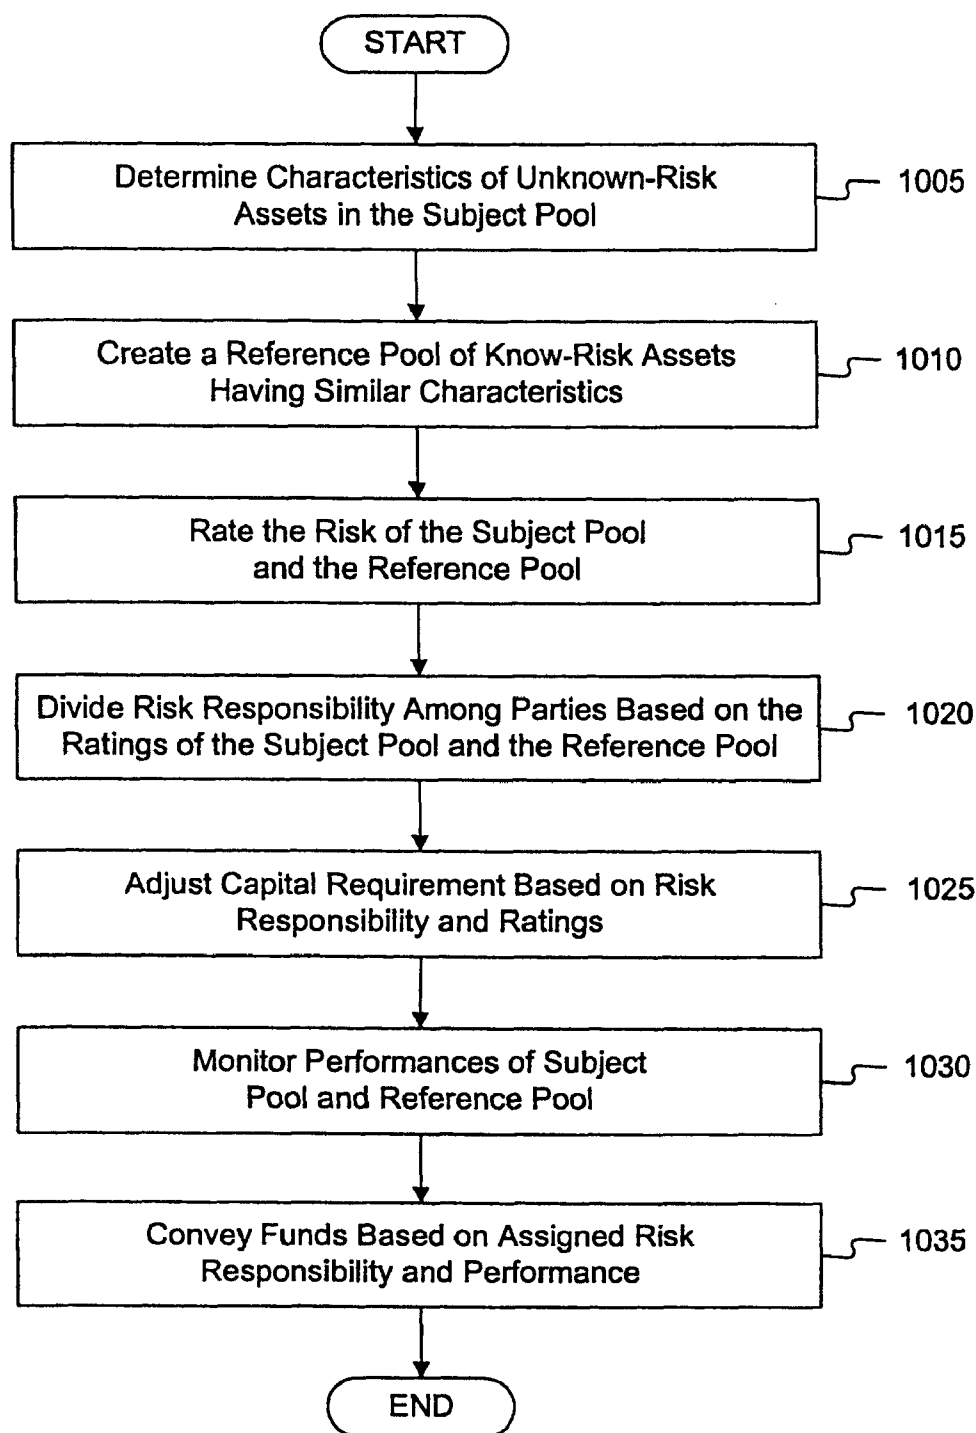 START
Determine Characteristics of Unknown-Risk
Assets in the Subject Pool
1005
Create a Reference Pool of Know-Risk Assets
Having Similar Characteristics
1010
Rate the Risk of the Subject Pool
and the Reference Pool
1015
Divide Risk Responsibility Among Parties Based on the
Ratings of the Subject Pool and the Reference Pool
1020
Adjust Capital Requirement Based on Risk
Responsibility and Ratings
1025
Monitor Performances of Subject
Pool and Reference Pool
1030
Convey Funds Based on Assigned Risk
Responsibility and Performance
1035
END